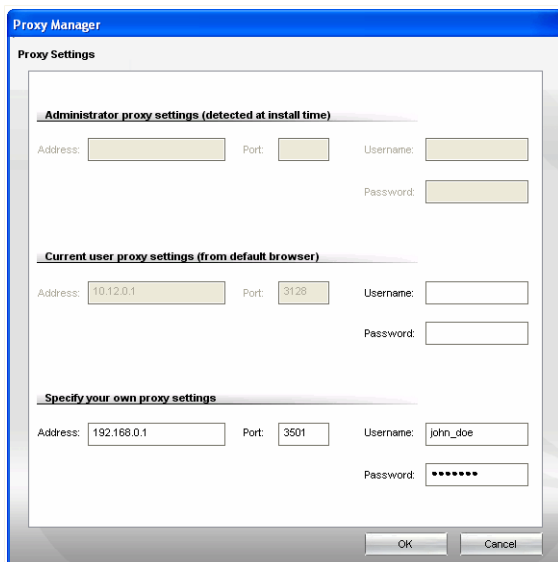 Proxy Manager
Proxy Settings
Administrator proxy settings (detected at install time)
Address: Port: Username:
Password:
Current user proxy settings (from default browser)
Address: 10.12.0.1 Port: 3128 Username:
Password:
Specify your own proxy settings
Address: 192.168.0.1 Port: 3501 Username: john_doe
Password: •••••••
OK Cancel